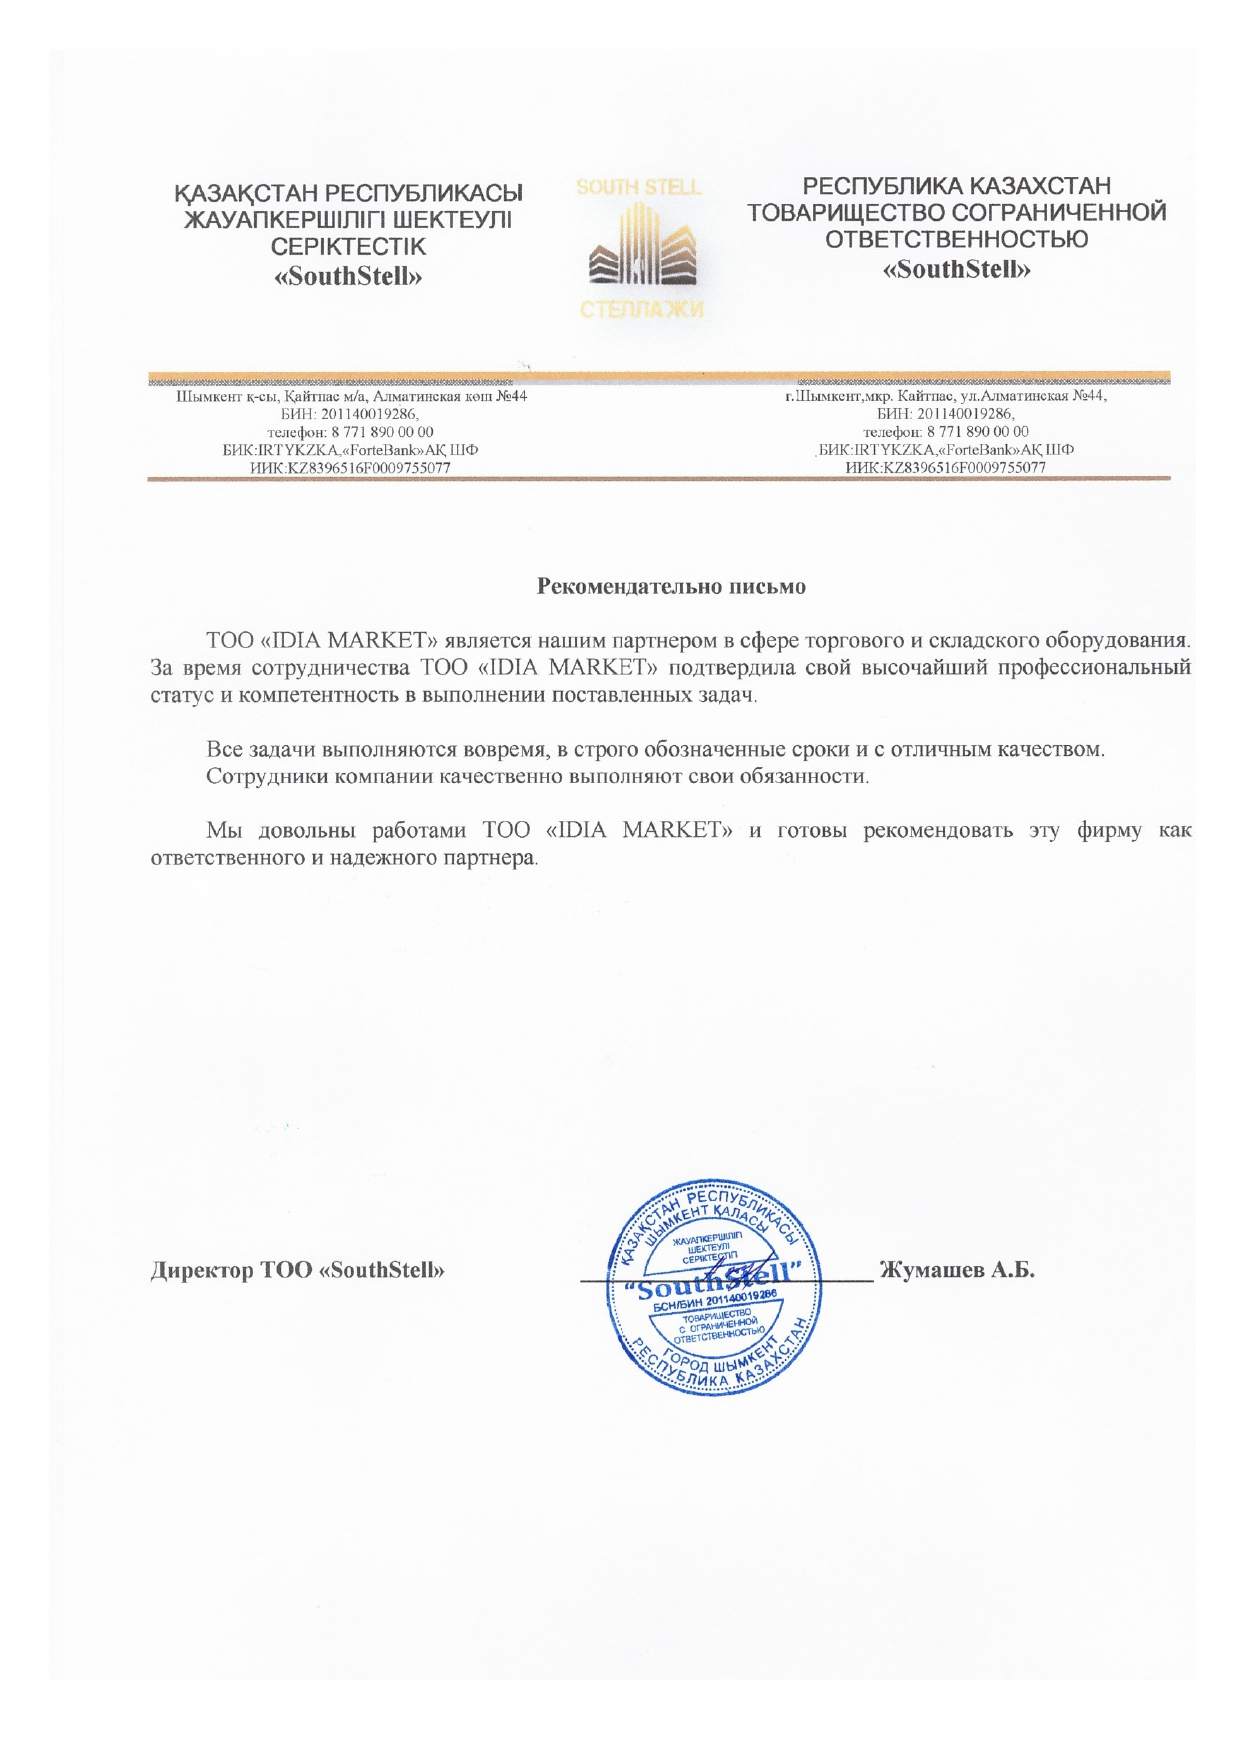 ҚАЗАҚСТАН РЕСПУБЛИКАСЫ
ЖАУАПКЕРШІЛІГІ ШЕКТЕУЛІ
СЕРІКТЕСТІК
«SouthStell»
SOUTH STELL
СТЕЛЛАЖИ
РЕСПУБЛИКА КАЗАХСТАН
ТОВАРИЩЕСТВО СОГРАНИЧЕННОЙ
ОТВЕТСТВЕННОСТЬЮ
«SouthStell»
Шымкент қ-сы, Қайтпас м/а, Алматинская көш №44
БИН: 201140019286,
телефон: 8 771 890 00 00
БИК:IRTYKZKA,«ForteBank»АҚ ШФ
ИИК:KZ8396516F0009755077
г.Шымкент,мкр. Кайтпас, ул.Алматинская №44,
БИН: 201140019286,
телефон: 8 771 890 00 00
БИК:IRTYKZKA,«ForteBank»АҚ ШФ
ИИК:KZ8396516F0009755077
Рекомендательно письмо
ТОО «IDIA MARKET» является нашим партнером в сфере торгового и складского оборудования.
За время сотрудничества ТОО «IDIA MARKET» подтвердила свой высочайший профессиональный
статус и компетентность в выполнении поставленных задач.
Все задачи выполняются вовремя, в строго обозначенные сроки и с отличным качеством.
Сотрудники компании качественно выполняют свои обязанности.
Мы довольны работами ТОО «IDIA MARKET» и готовы рекомендовать эту фирму как
ответственного и надежного партнера.
Директор ТОО «SouthStell»
Жумашев А.Б.
ҚАЗАҚСТАН РЕСПУБЛИКАСЫ
ШЫМКЕНТ ҚАЛАСЫ
ЖАУАПКЕРШІЛІГІ
ШЕКТЕУЛІ
СЕРІКТЕСТІГІ
"SouthStell"
БСН/БИН 201140019286
ТОВАРИЩЕСТВО
С ОГРАНИЧЕННОЙ
ОТВЕТСТВЕННОСТЬЮ
ГОРОД ШЫМКЕНТ
РЕСПУБЛИКА КАЗАХСТАН